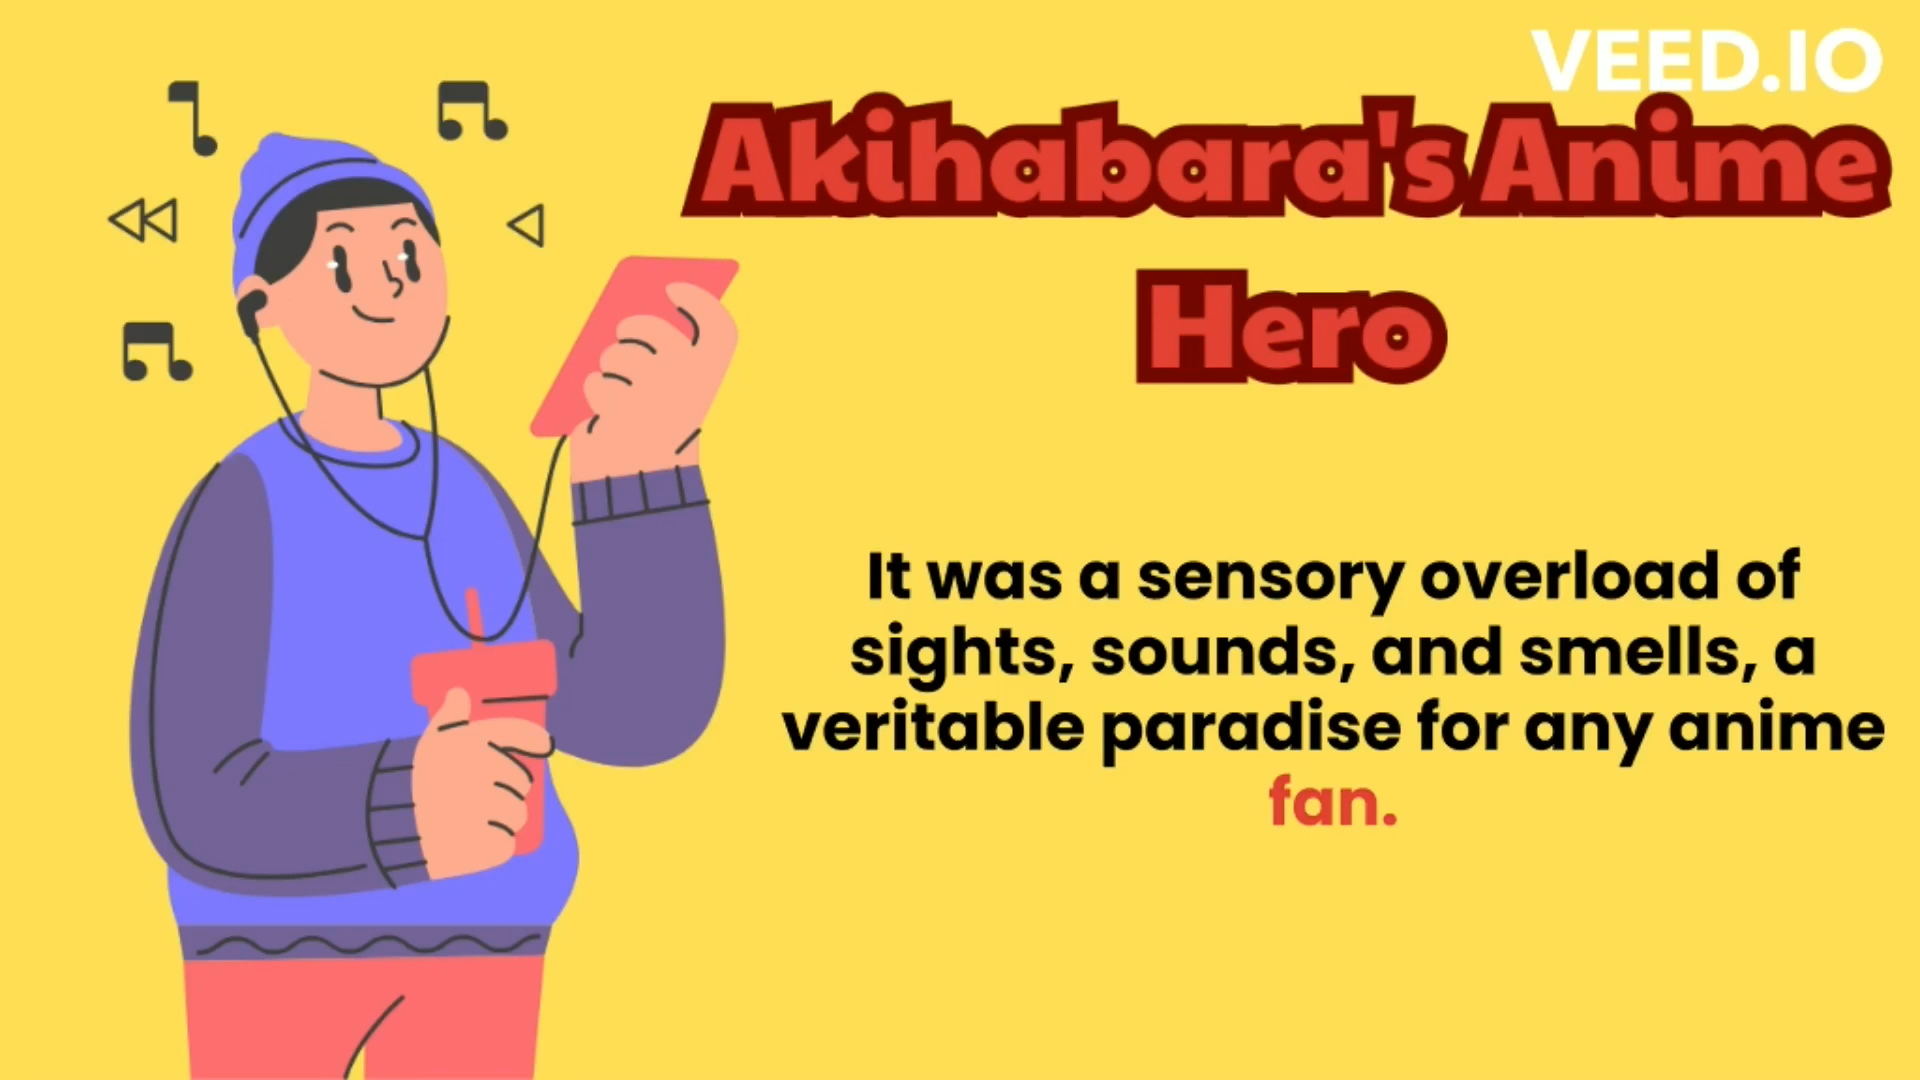 VEED.IO
Akihabara's Anime
Hero
It was a sensory overload of
sights, sounds, and smells, a
veritable paradise for any anime
fan.